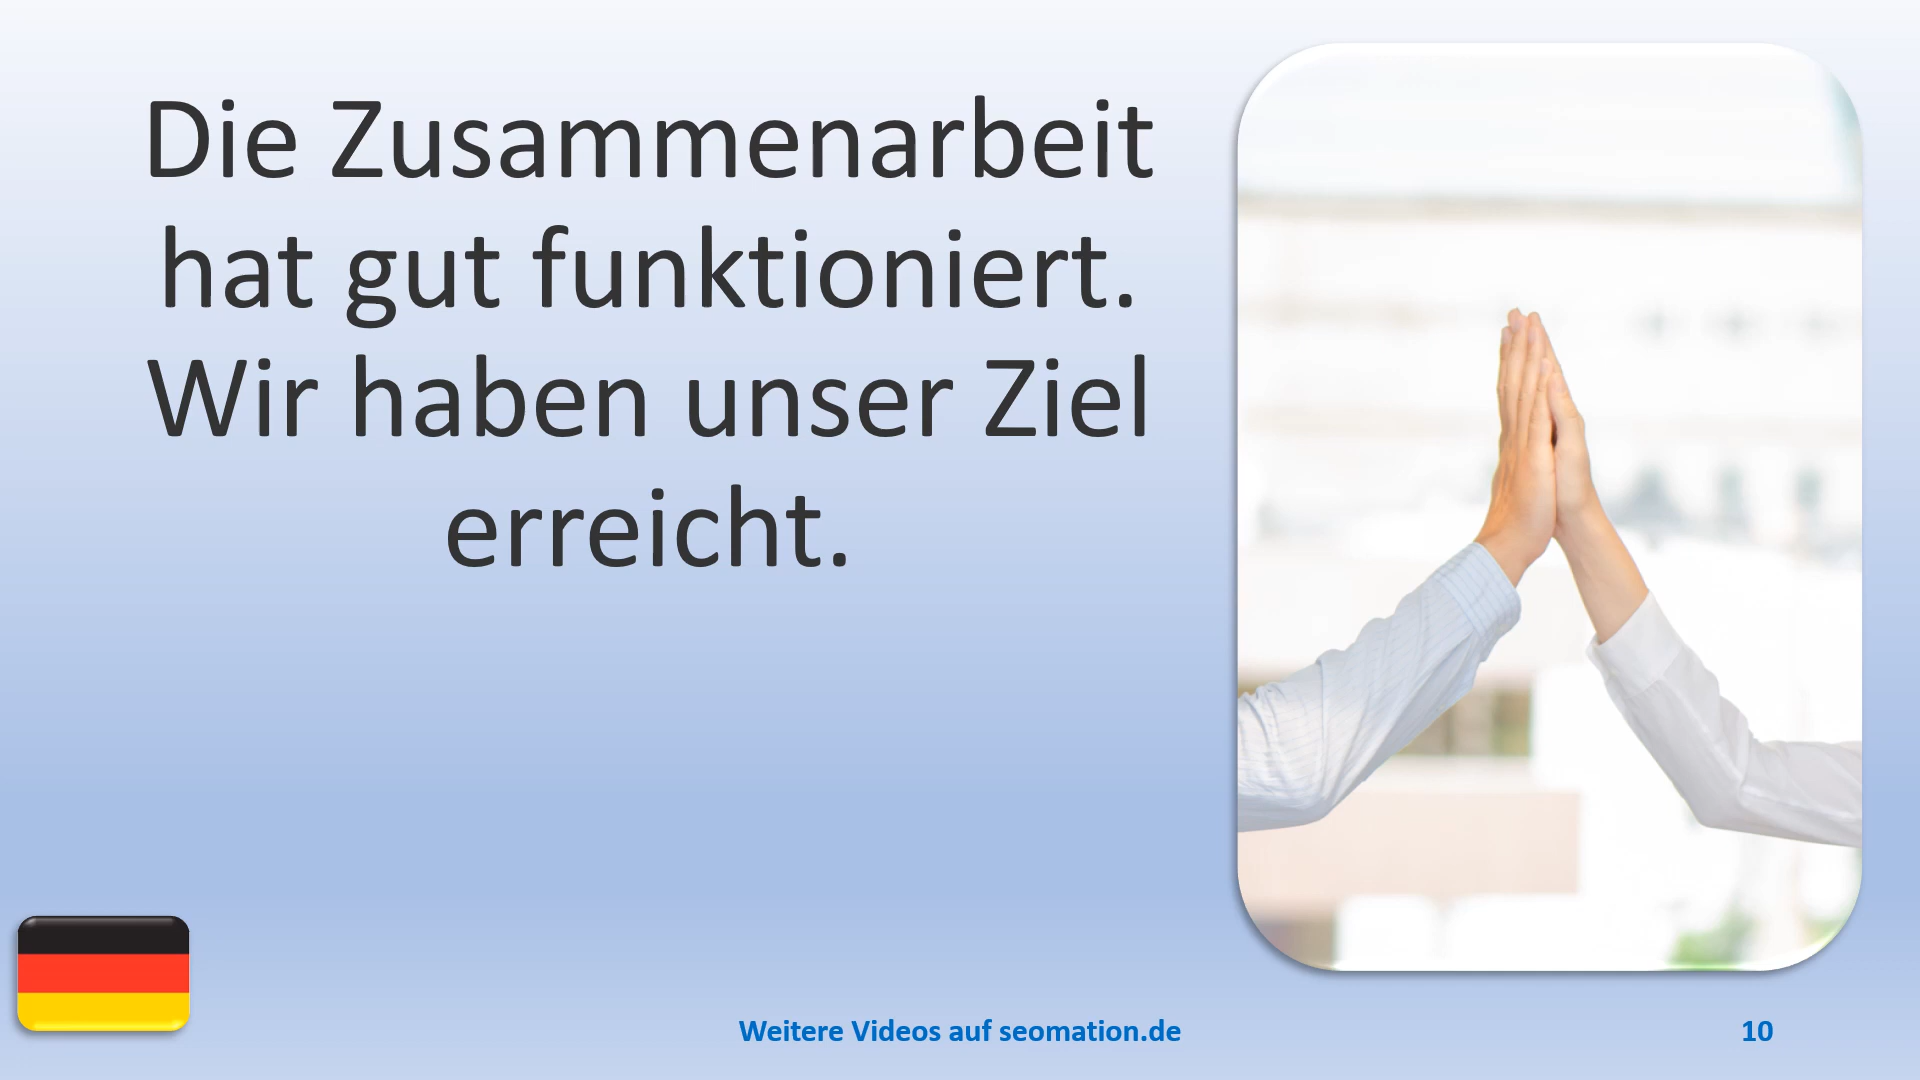 Die Zusammenarbeit
hat gut funktioniert.
Wir haben unser Ziel
erreicht.
Weitere Videos auf seomation.de
10